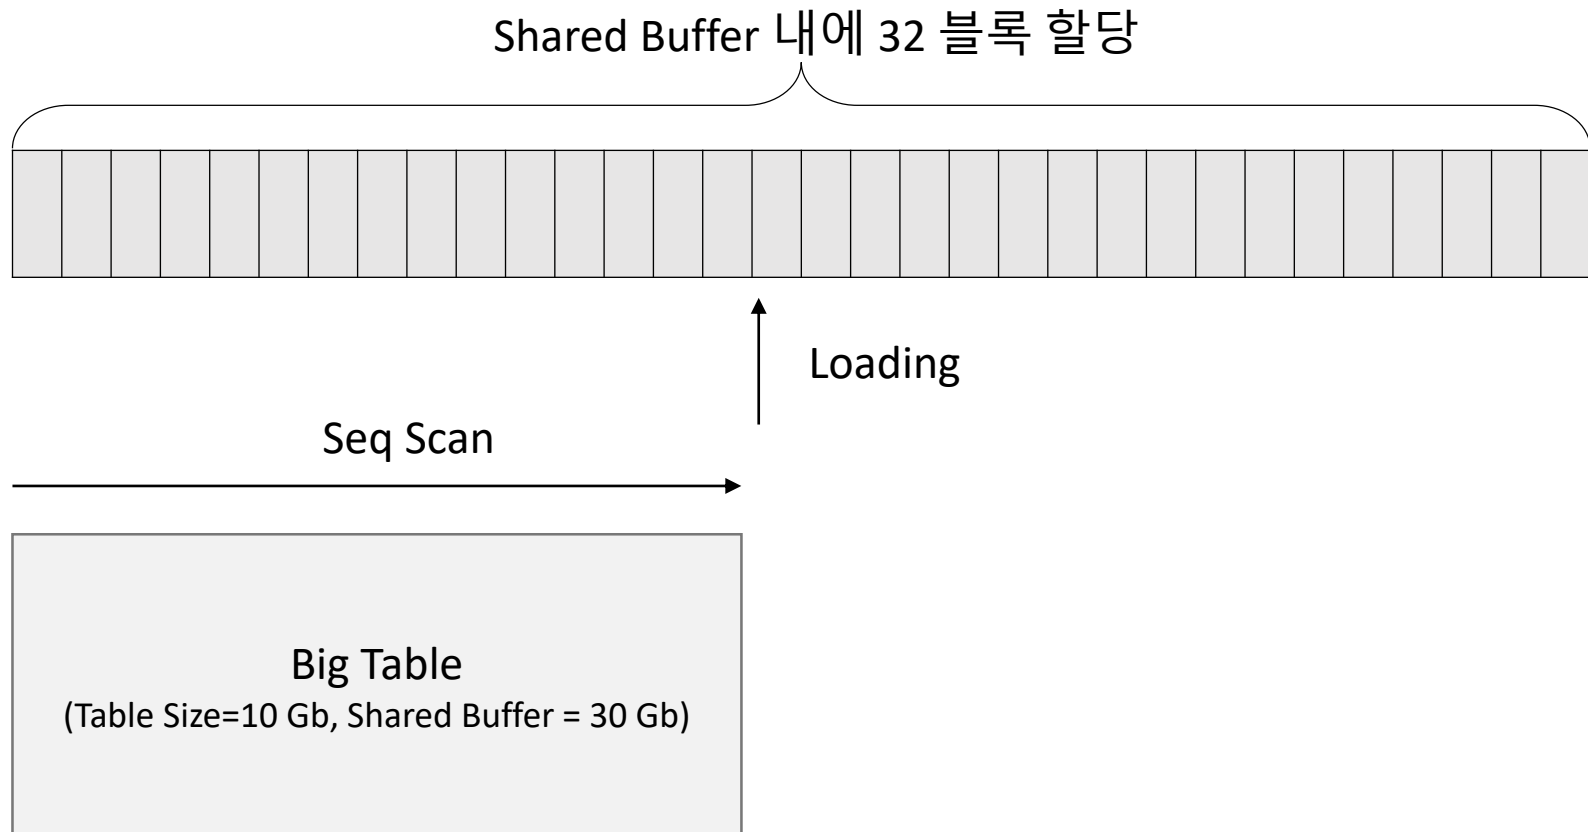 Shared Buffer 내에 32 블록 할당
Loading
Seq Scan
Big Table
(Table Size=10 Gb, Shared Buffer = 30 Gb)